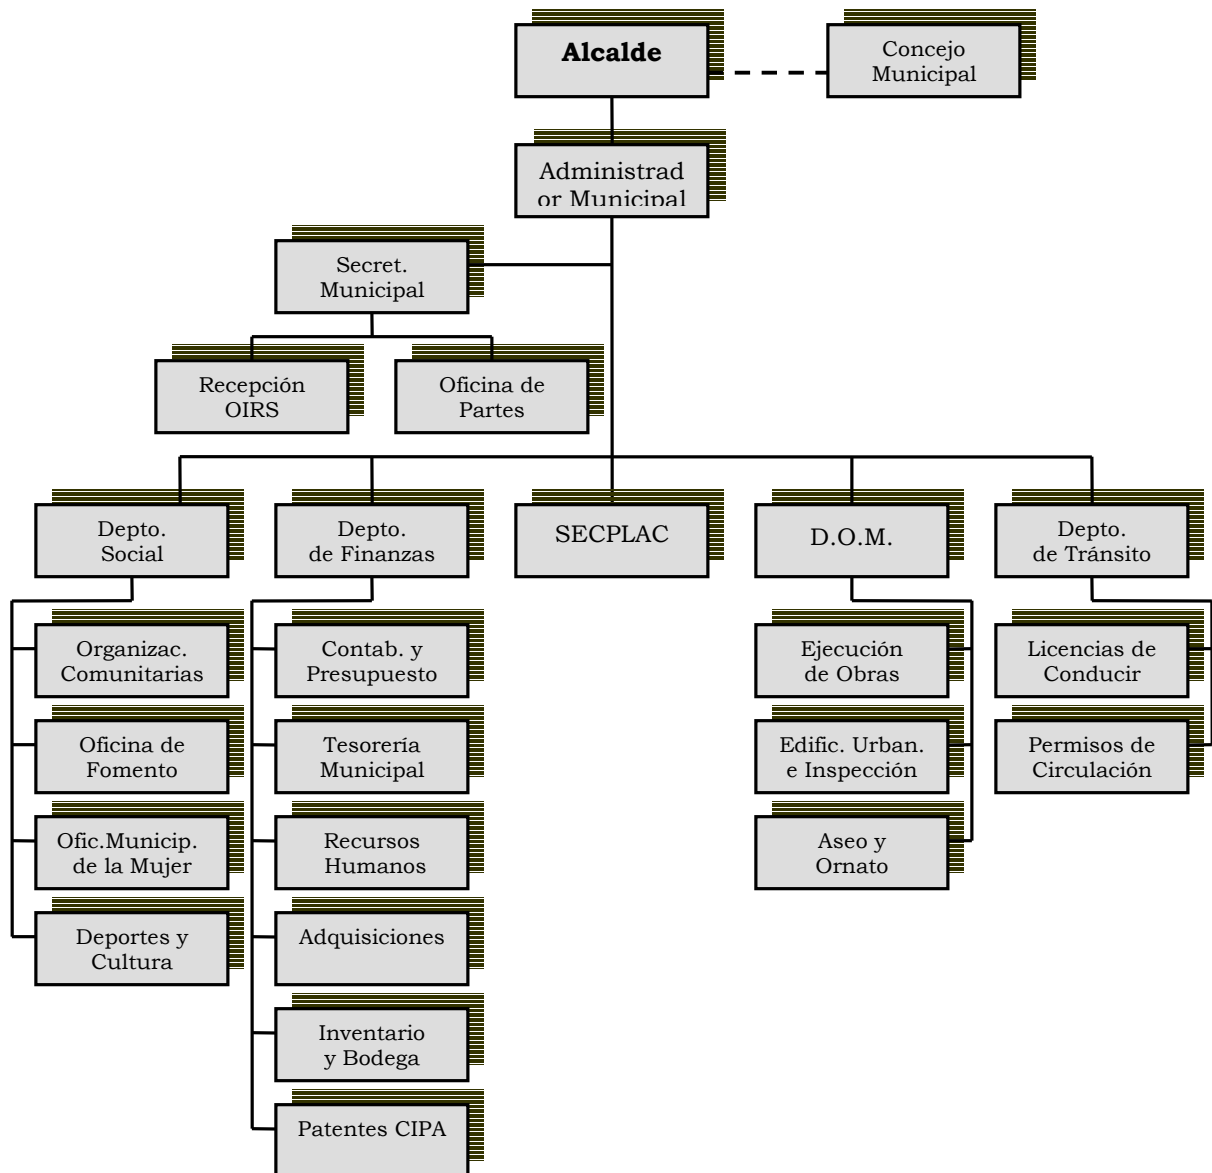 Alcalde
Concejo
Municipal
Administrad
or Municipal
Secret.
Municipal
Recepción
OIRS
Oficina de
Partes
Depto.
Social
Depto.
de Finanzas
SECPLAC
D.O.M.
Depto.
de Tránsito
Organizac.
Comunitarias
Contab. y
Presupuesto
Ejecución
de Obras
Licencias de
Conducir
Oficina de
Fomento
Tesorería
Municipal
Edific. Urban.
e Inspección
Permisos de
Circulación
Ofic.Municip.
de la Mujer
Recursos
Humanos
Aseo y
Ornato
Deportes y
Cultura
Adquisiciones
Inventario
y Bodega
Patentes CIPA